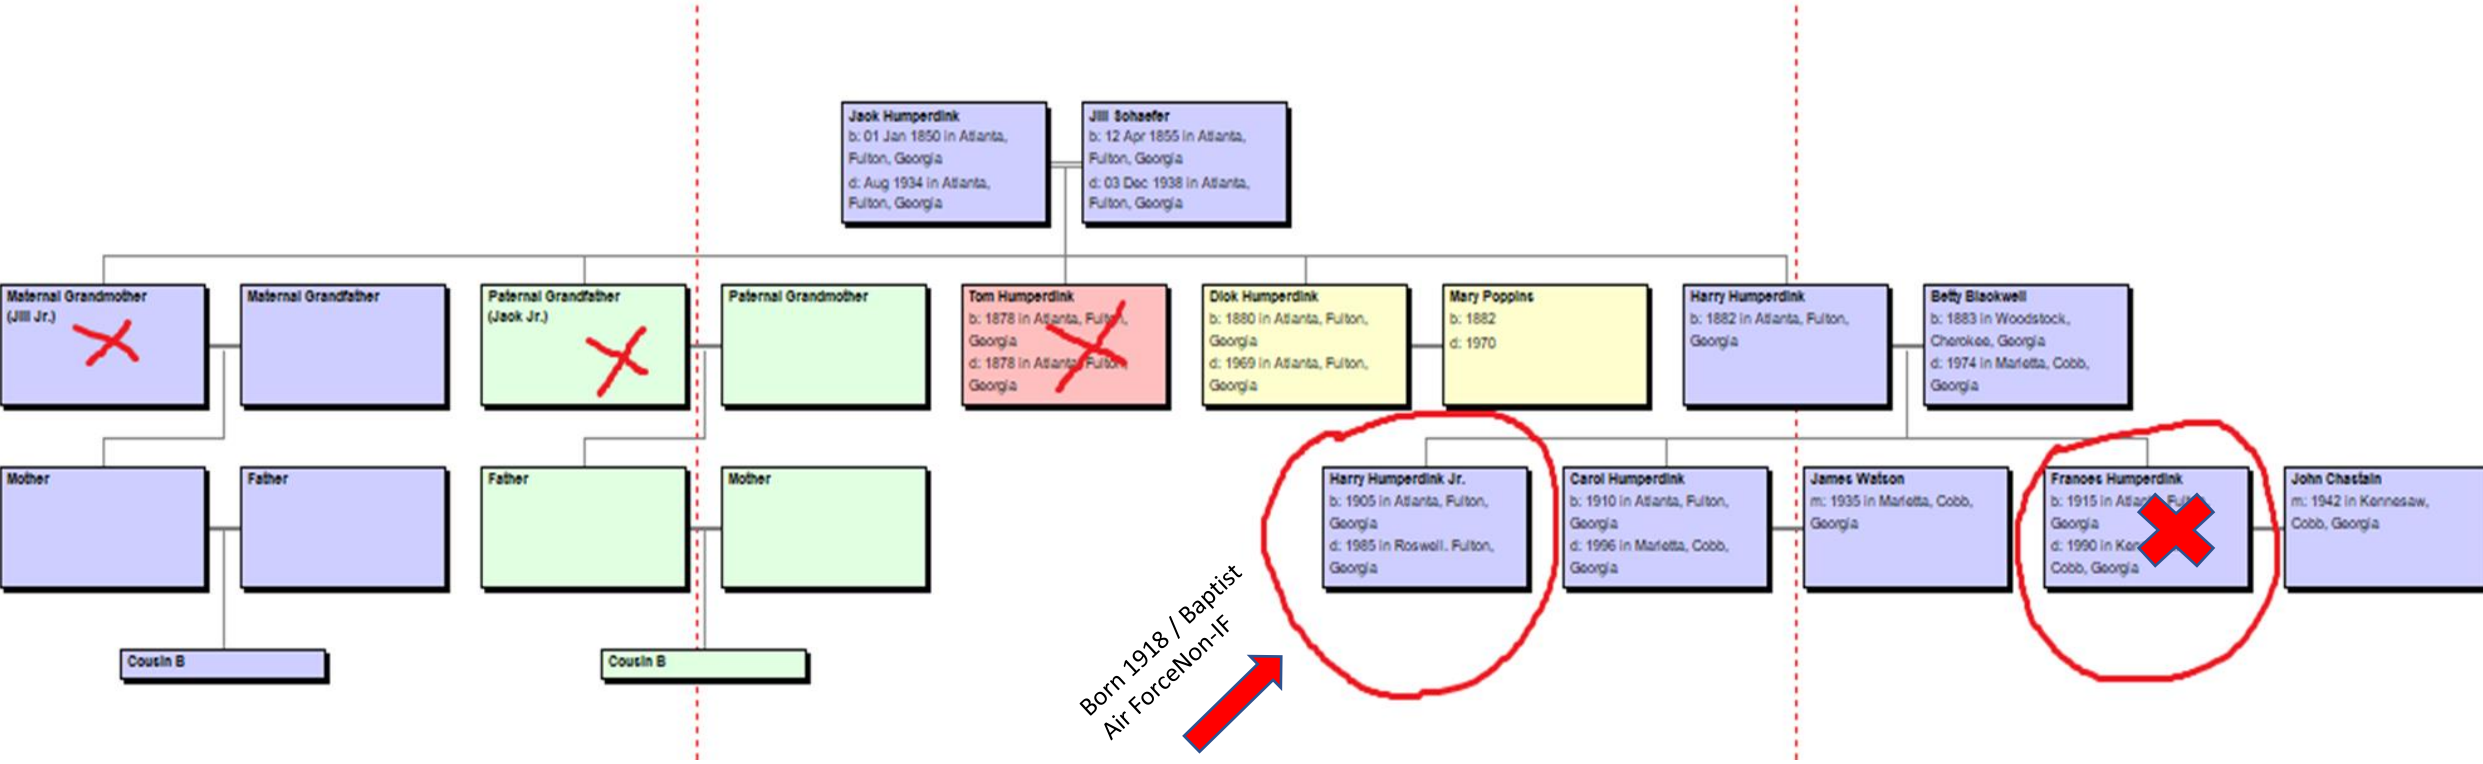 Jack Humperdink
b: 01 Jan 1850 in Atlanta,
Fulton, Georgia
d: Aug 1934 in Atlanta,
Fulton, Georgia
Jill Schaefer
b: 12 Apr 1855 in Atlanta,
Fulton, Georgia
d: 03 Dec 1938 in Atlanta,
Fulton, Georgia
Maternal Grandmother
(Jill Jr.)
Maternal Grandfather
Paternal Grandfather
(Jack Jr.)
Paternal Grandmother
Tom Humperdink
b: 1878 in Atlanta, Fulton,
Georgia
d: 1878 in Atlanta, Fulton,
Georgia
Dick Humperdink
b: 1880 in Atlanta, Fulton,
Georgia
d: 1969 in Atlanta, Fulton,
Georgia
Mary Poppins
b: 1882
d: 1970
Harry Humperdink
b: 1882 in Atlanta, Fulton,
Georgia
Betty Blackwell
b: 1883 in Woodstock,
Cherokee, Georgia
d: 1974 in Marietta, Cobb,
Georgia
Mother
Father
Father
Mother
Harry Humperdink Jr.
b: 1905 in Atlanta, Fulton,
Georgia
d: 1985 in Roswell. Fulton,
Georgia
Carol Humperdink
b: 1910 in Atlanta, Fulton,
Georgia
d: 1996 in Marietta, Cobb,
Georgia
James Watson
m: 1935 in Marietta, Cobb,
Georgia
Frances Humperdink
b: 1915 in Atlanta, Fulton,
Georgia
d: 1990 in
Cobb, Georgia
John Chastain
m: 1942 in Kennesaw,
Cobb, Georgia
Cousin B
Cousin B
Born 1918 / Baptist
Air ForceNon-IF